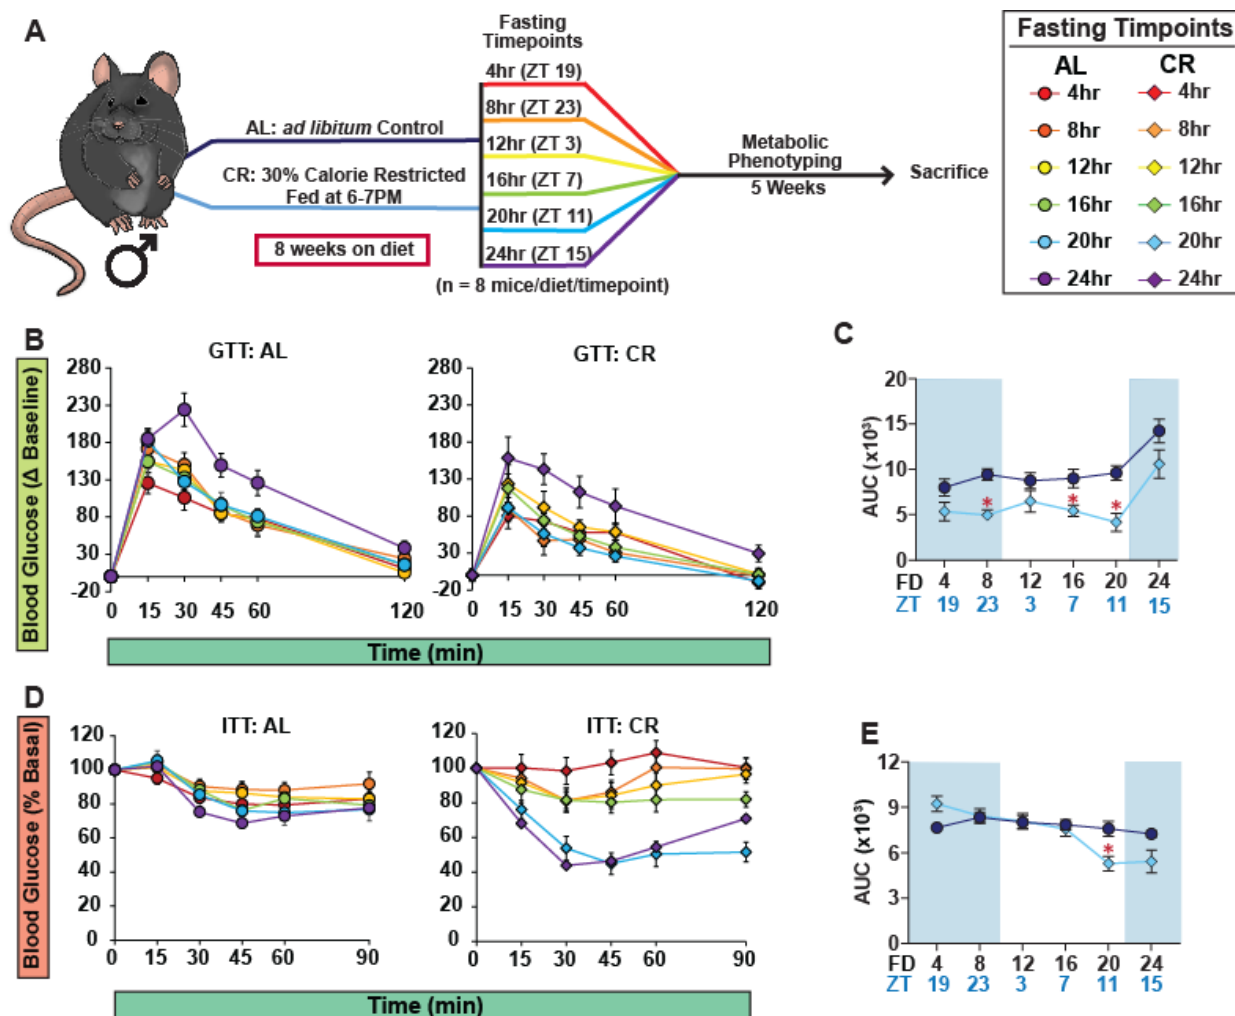 A
Fasting
Timepoints
4hr (ZT 19)
8hr (ZT 23)
12hr (ZT 3)
16hr (ZT 7)
20hr (ZT 11)
24hr (ZT 15)
(n = 8 mice/diet/timepoint)
AL: ad libitum Control
CR: 30% Calorie Restricted
Fed at 6-7PM
8 weeks on diet
Metabolic
Phenotyping
5 Weeks
Sacrifice
Fasting Timpoints
AL CR
4hr 4hr
8hr 8hr
12hr 12hr
16hr 16hr
20hr 20hr
24hr 24hr
B
Blood Glucose (Δ Baseline)
GTT: AL
280
230
180
130
80
30
-20
0 15 30 45 60 120
GTT: CR
280
230
180
130
80
30
-20
0 15 30 45 60 120
Time (min)
C
AUC (x10³)
20
15
10
5
0
* * *
FD 4 8 12 16 20 24
ZT 19 23 3 7 11 15
D
Blood Glucose (% Basal)
ITT: AL
120
100
80
60
40
20
0
0 15 30 45 60 90
ITT: CR
120
100
80
60
40
20
0
0 15 30 45 60 90
Time (min)
E
AUC (x10³)
12
9
6
3
0
*
FD 4 8 12 16 20 24
ZT 19 23 3 7 11 15